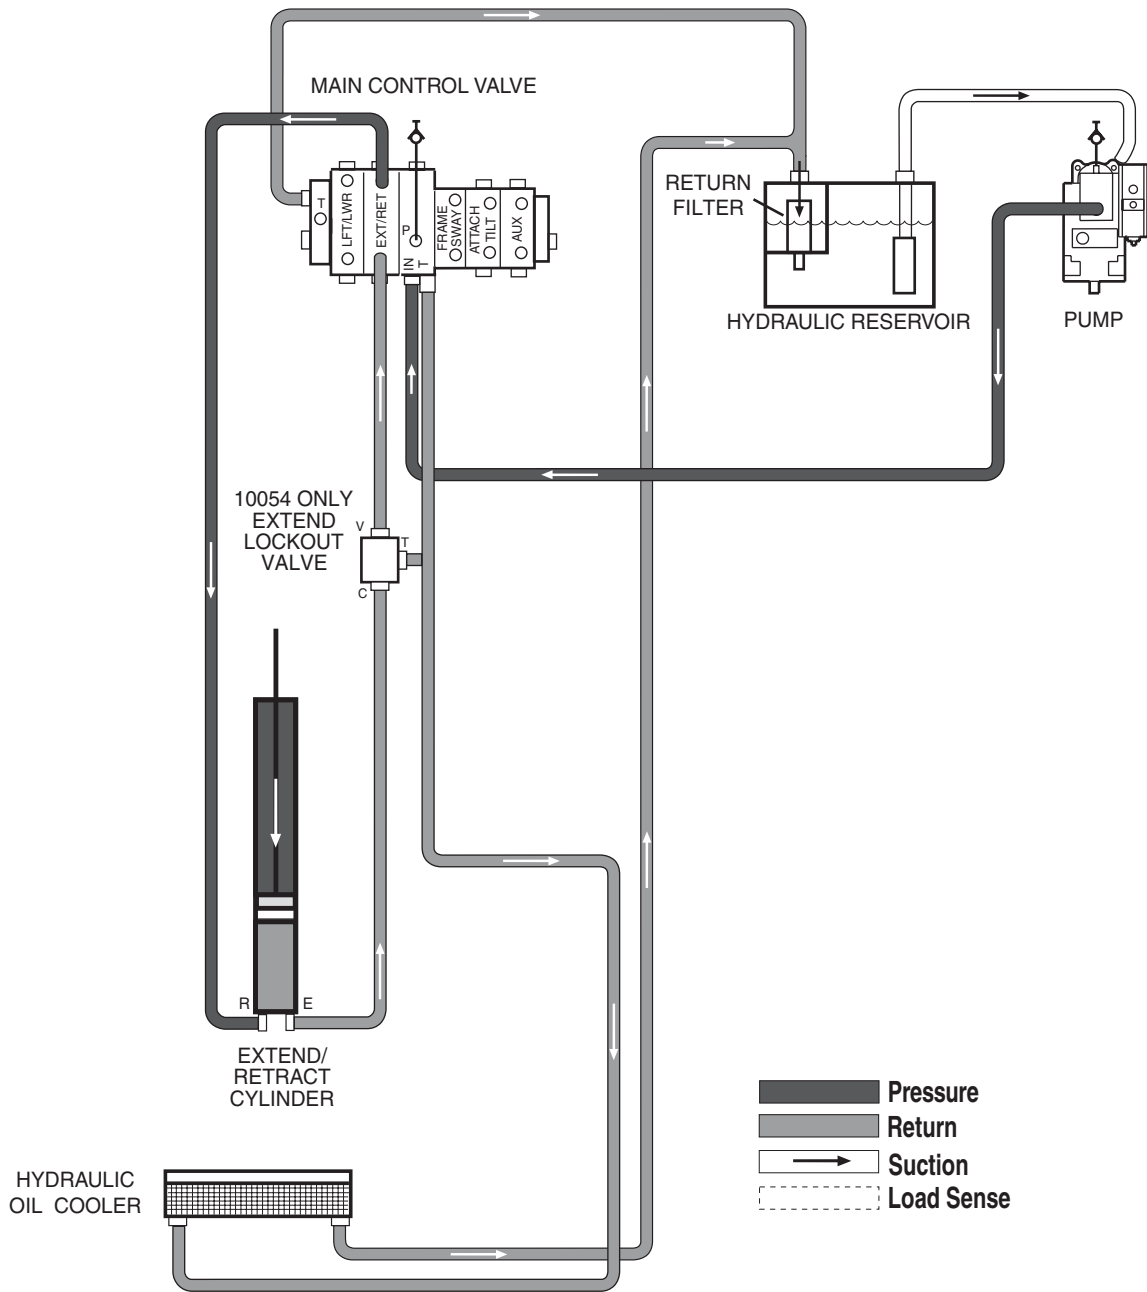 MAIN CONTROL VALVE
RETURN
FILTER
T
LFT/LWR
EXT/RET
P
IN
T
FRAME
SWAY
ATTACH
TILT
AUX
HYDRAULIC RESERVOIR
PUMP
10054 ONLY
EXTEND
LOCKOUT
VALVE
V
T
C
R
E
EXTEND/
RETRACT
CYLINDER
Pressure
Return
Suction
Load Sense
HYDRAULIC
OIL COOLER